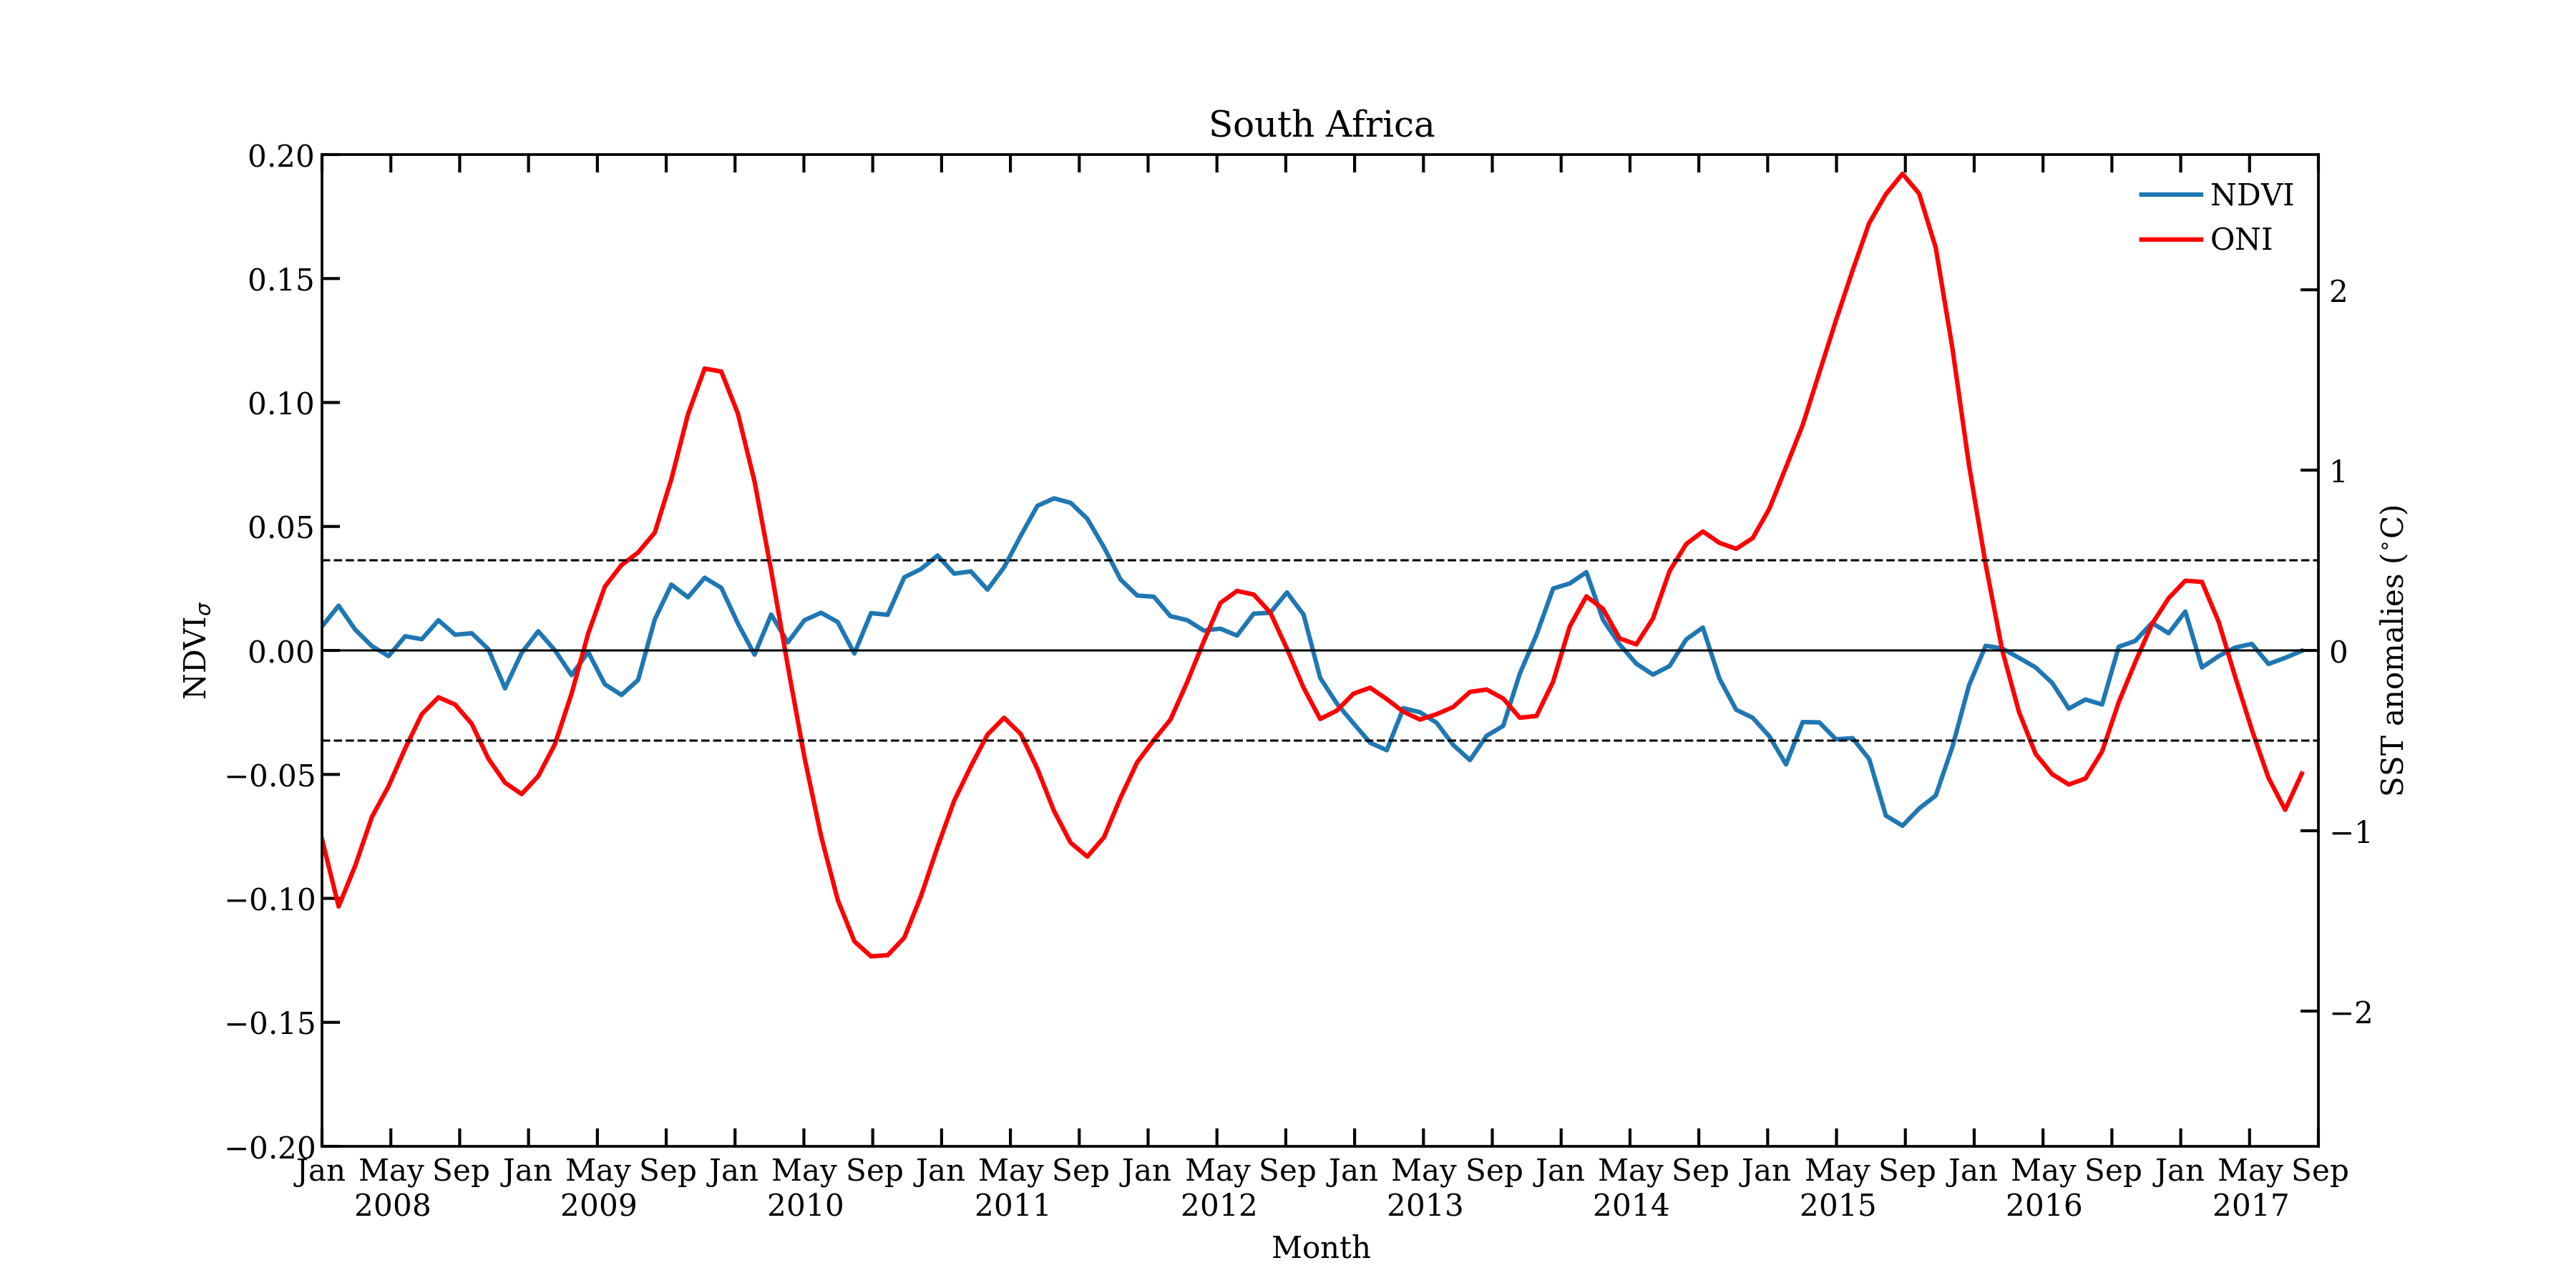 South Africa
0.20
0.15
0.10
0.05
0.00
−0.05
−0.10
−0.15
−0.20
NDVIσ
NDVI
ONI
2
1
0
−1
−2
SST anomalies (°C)
Jan May Sep Jan May Sep Jan May Sep Jan May Sep Jan May Sep Jan May Sep Jan May Sep Jan May Sep Jan May Sep Jan May Sep
2008 2009 2010 2011 2012 2013 2014 2015 2016 2017
Month